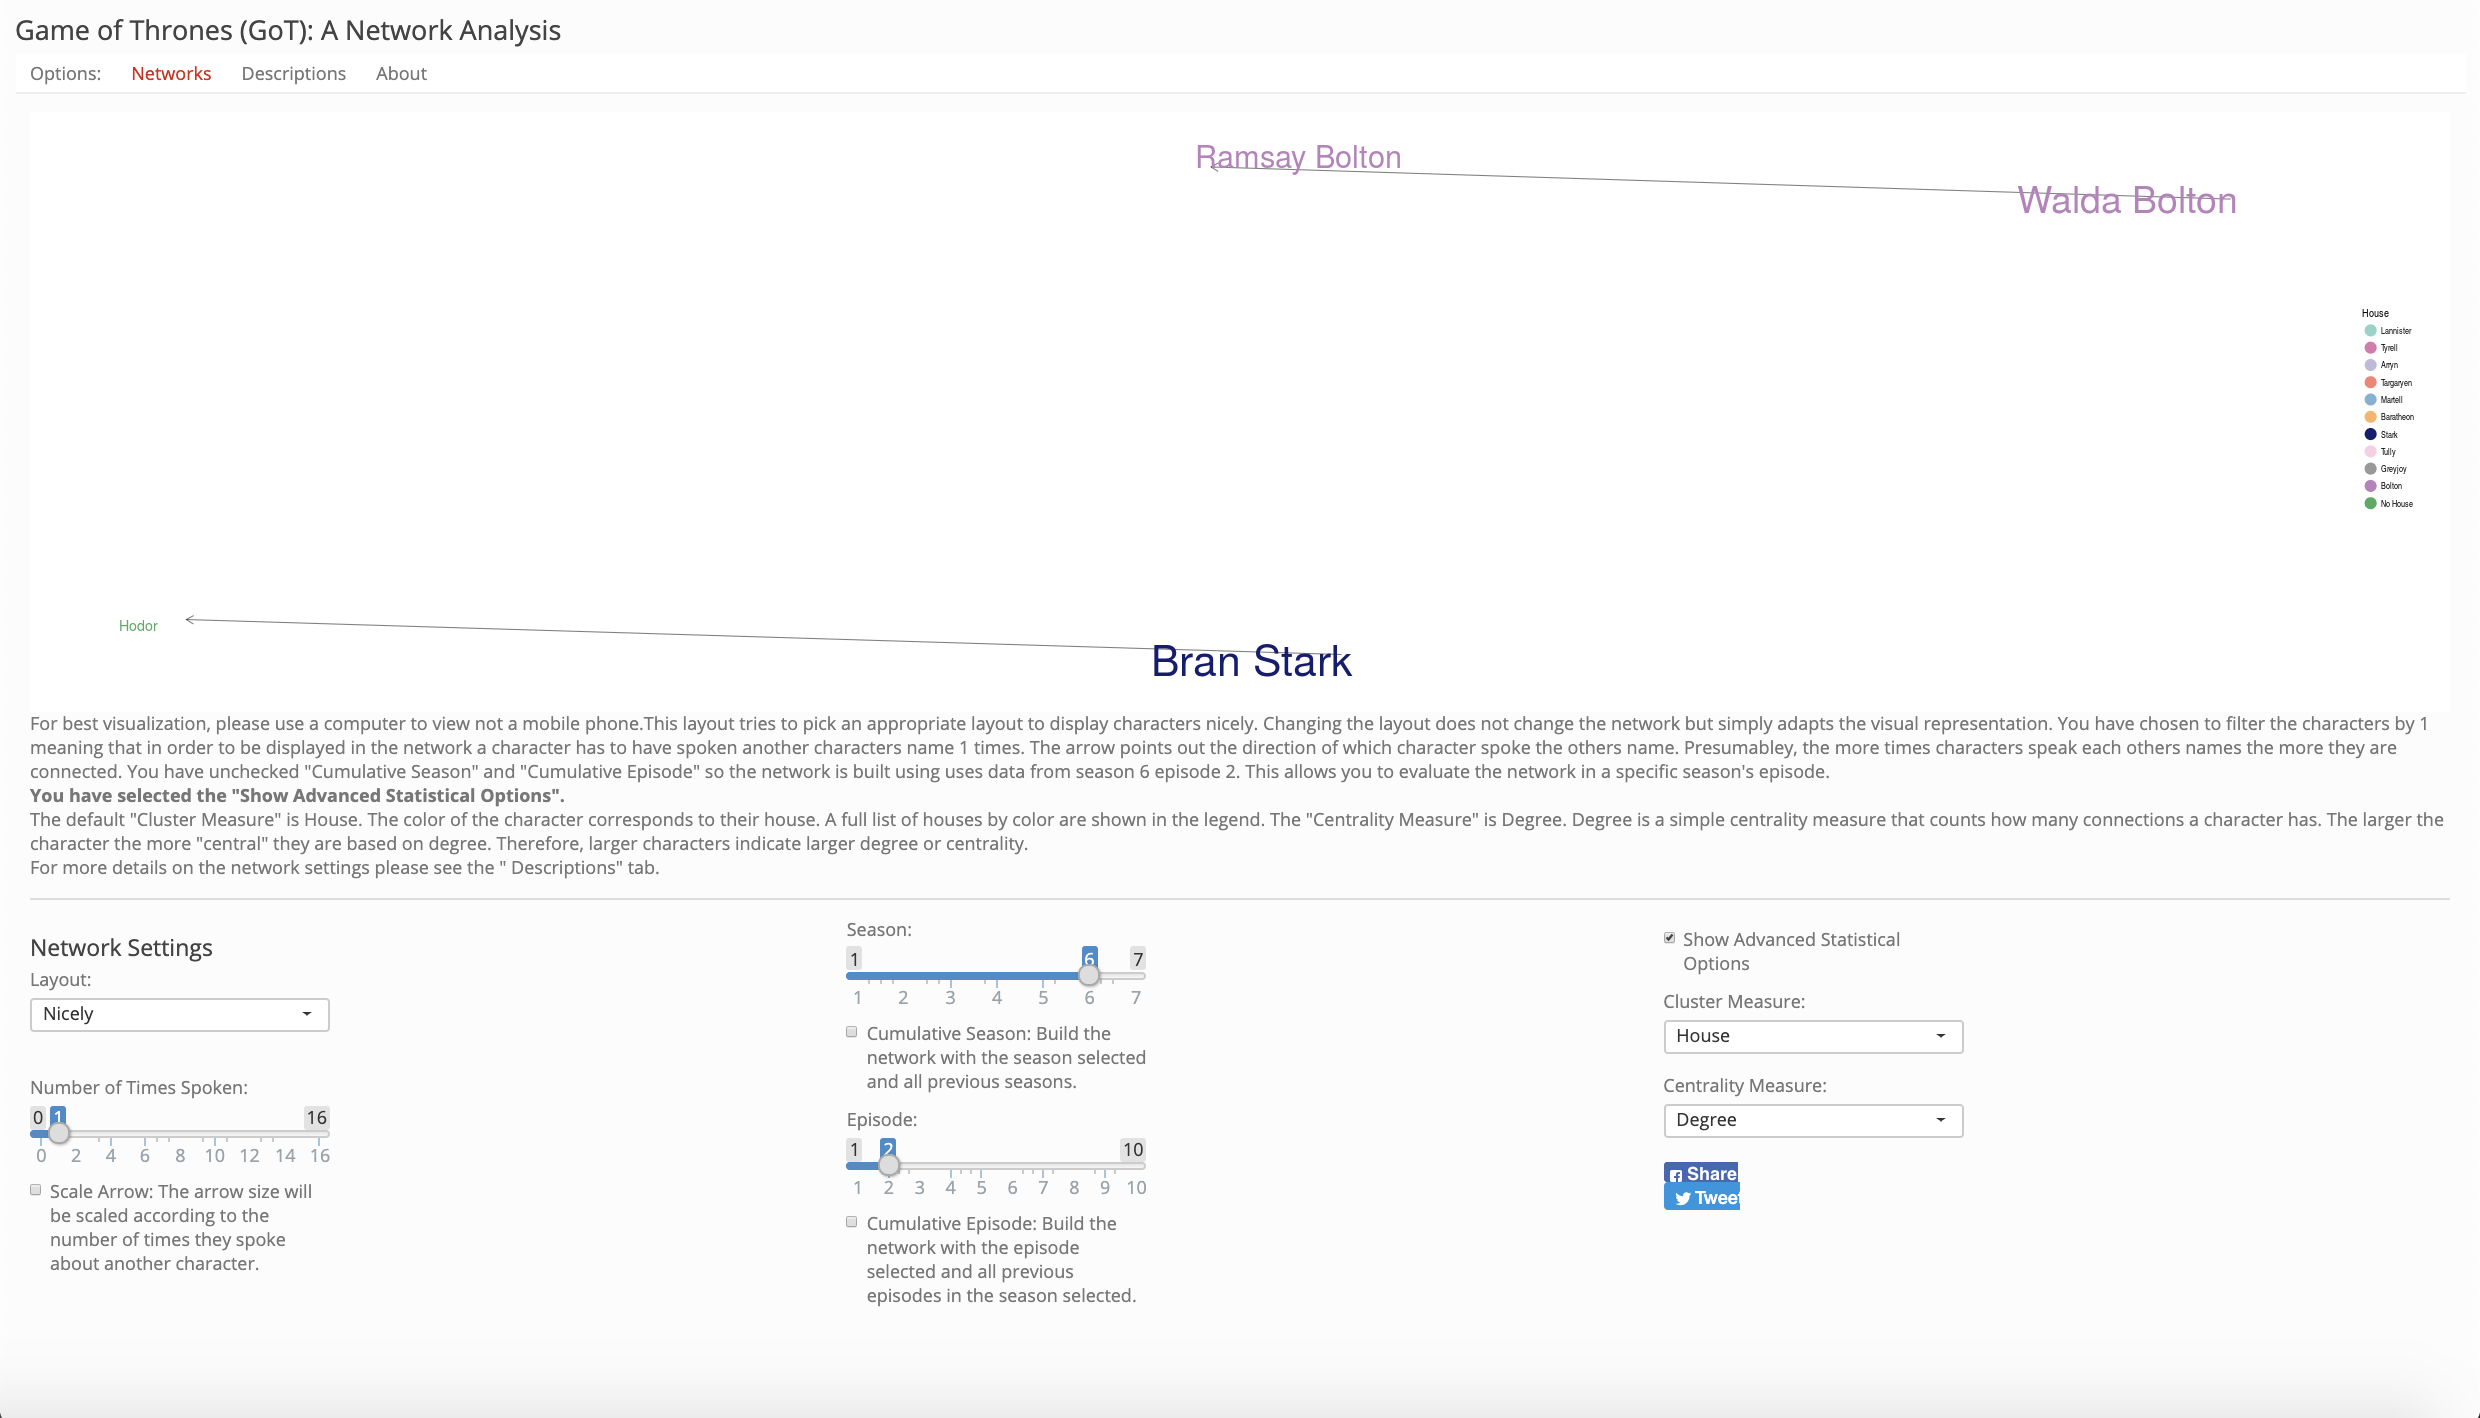 Game of Thrones (GoT): A Network Analysis
Options: Networks Descriptions About
Ramsay Bolton
Walda Bolton
House
Lannister
Tyrell
Arryn
Targaryen
Martell
Baratheon
Stark
Tully
Greyjoy
Bolton
No House
Hodor
Bran Stark
For best visualization, please use a computer to view not a mobile phone.This layout tries to pick an appropriate layout to display characters nicely. Changing the layout does not change the network but simply adapts the visual representation. You have chosen to filter the characters by 1
meaning that in order to be displayed in the network a character has to have spoken another characters name 1 times. The arrow points out the direction of which character spoke the others name. Presumabley, the more times characters speak each others names the more they are
connected. You have unchecked "Cumulative Season" and "Cumulative Episode" so the network is built using uses data from season 6 episode 2. This allows you to evaluate the network in a specific season's episode.
You have selected the "Show Advanced Statistical Options".
The default "Cluster Measure" is House. The color of the character corresponds to their house. A full list of houses by color are shown in the legend. The "Centrality Measure" is Degree. Degree is a simple centrality measure that counts how many connections a character has. The larger the
character the more "central" they are based on degree. Therefore, larger characters indicate larger degree or centrality.
For more details on the network settings please see the " Descriptions" tab.
Network Settings
Layout:
Nicely
Number of Times Spoken:
0 1 16
0 2 4 6 8 10 12 14 16
Scale Arrow: The arrow size will
be scaled according to the
number of times they spoke
about another character.
Season:
1 6 7
1 2 3 4 5 6 7
Cumulative Season: Build the
network with the season selected
and all previous seasons.
Episode:
1 2 10
1 2 3 4 5 6 7 8 9 10
Cumulative Episode: Build the
network with the episode
selected and all previous
episodes in the season selected.
Show Advanced Statistical
Options
Cluster Measure:
House
Centrality Measure:
Degree
Share
Tweet